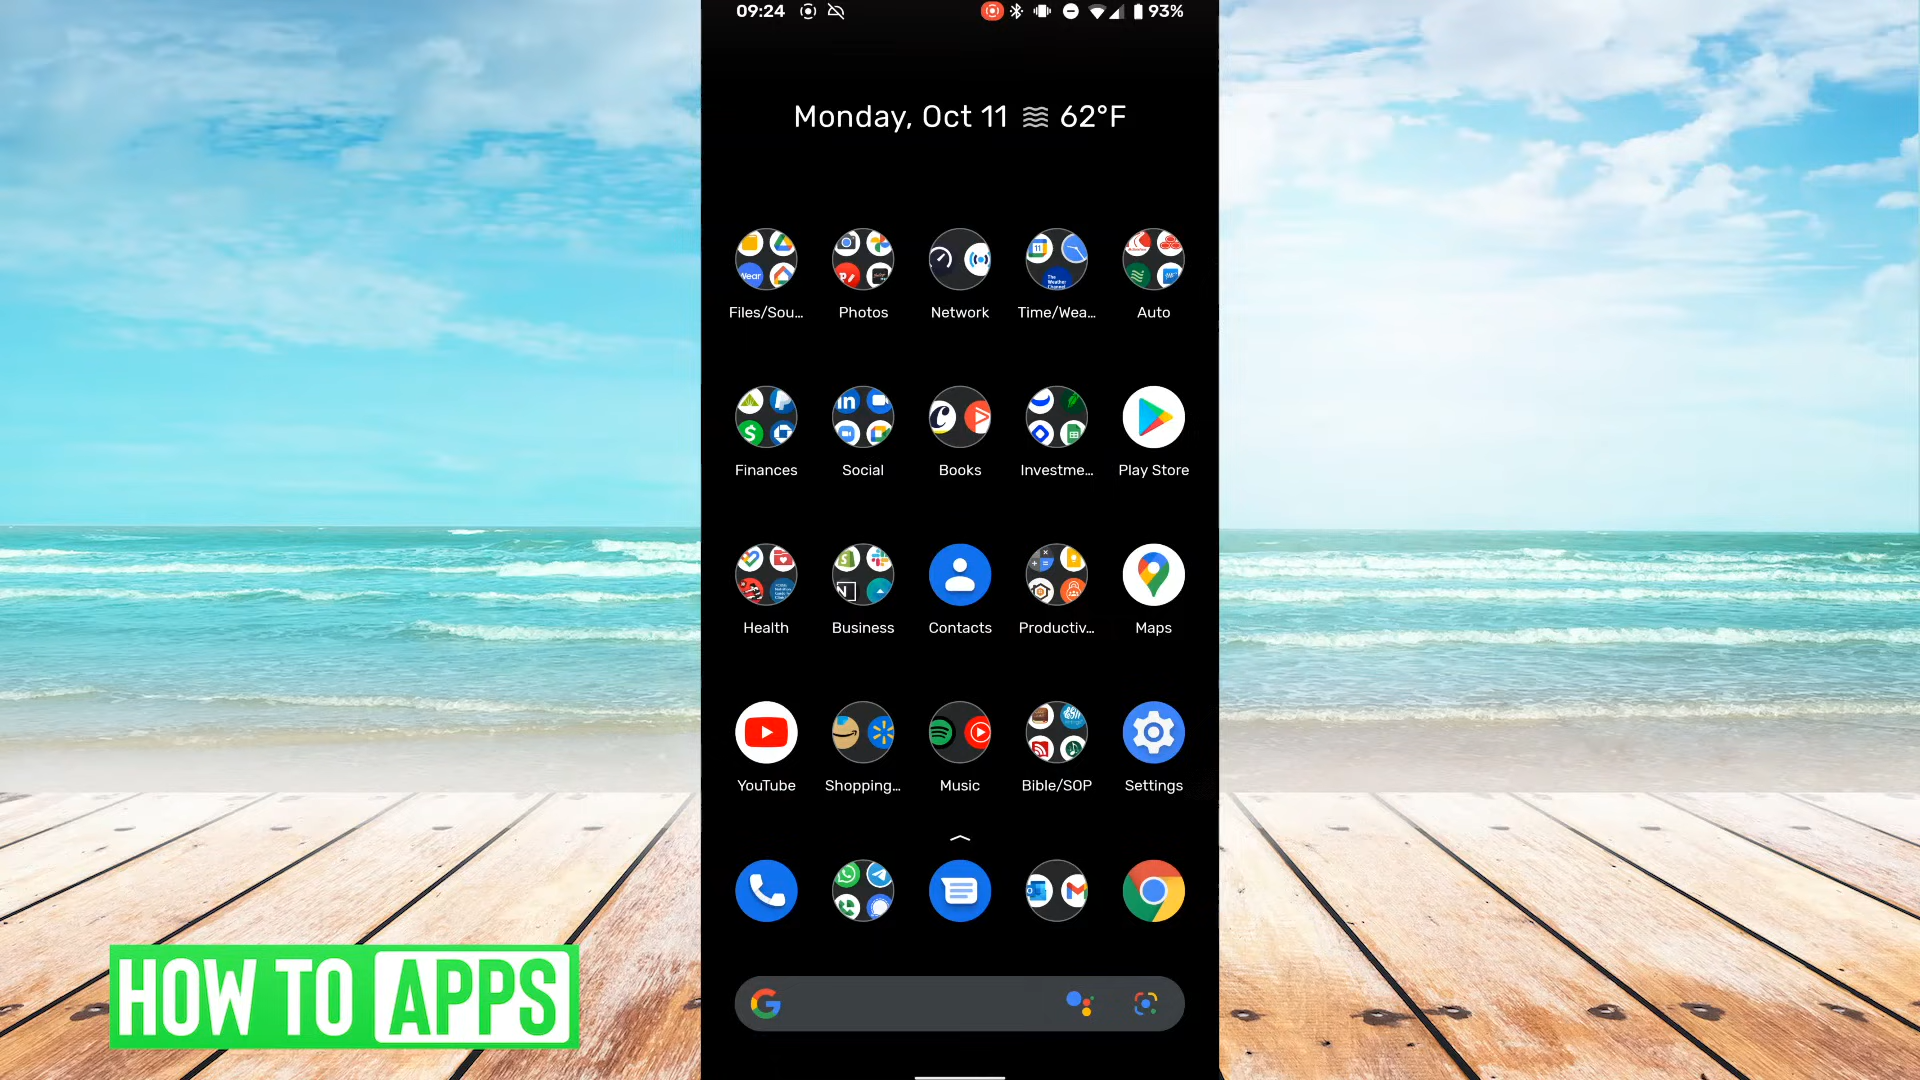 09:24 93%
Monday, Oct 11 62°F
Files/Sou... Photos Network Time/Wea... Auto
Finances Social Books Investme... Play Store
Health Business Contacts Productiv... Maps
YouTube Shopping... Music Bible/SOP Settings
HOW TO APPS